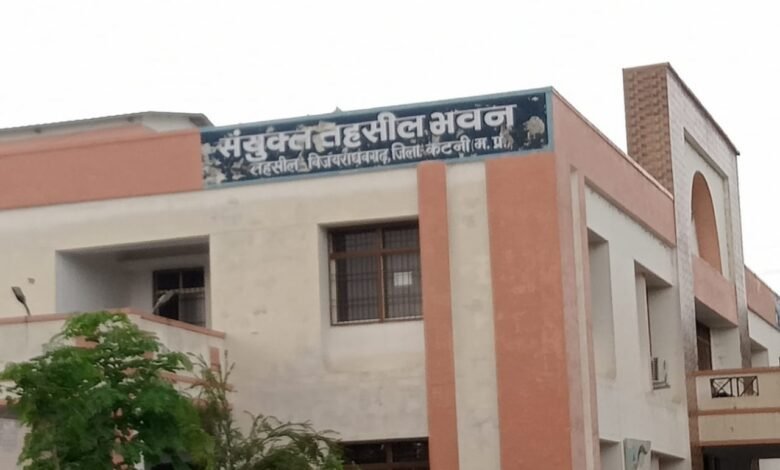 संयुक्त तहसील भवन
तहसील विजयराघवगढ़, जिला कटनी म. प्र.